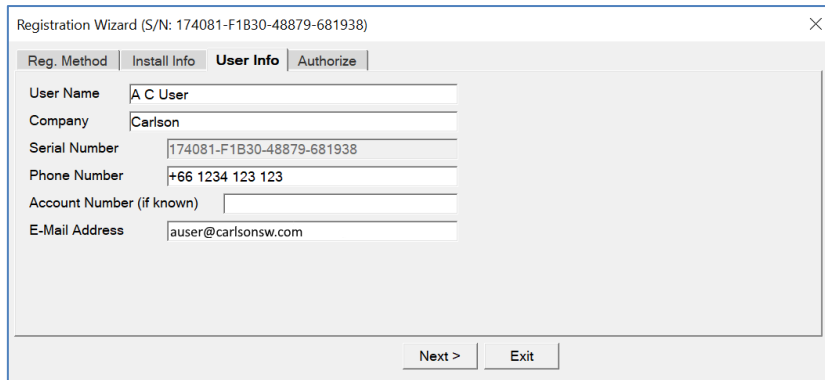 Registration Wizard (S/N: 174081-F1B30-48879-681938)
Reg. Method Install Info User Info Authorize
User Name A C User
Company Carlson
Serial Number 174081-F1B30-48879-681938
Phone Number +66 1234 123 123
Account Number (if known)
E-Mail Address auser@carlsonsw.com
Next > Exit